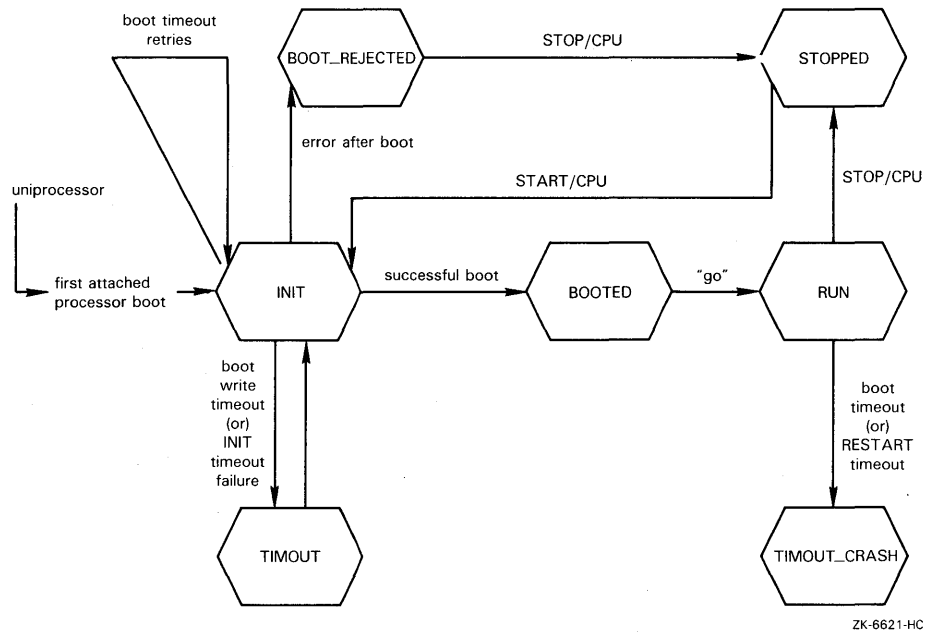 boot timeout
retries
BOOT_REJECTED
STOP/CPU
STOPPED
error after boot
uniprocessor
START/CPU
STOP/CPU
first attached
processor boot
INIT
successful boot
BOOTED
"go"
RUN
boot
write
timeout
(or)
INIT
timeout
failure
boot
timeout
(or)
RESTART
timeout
TIMOUT
TIMOUT_CRASH
ZK-6621-HC